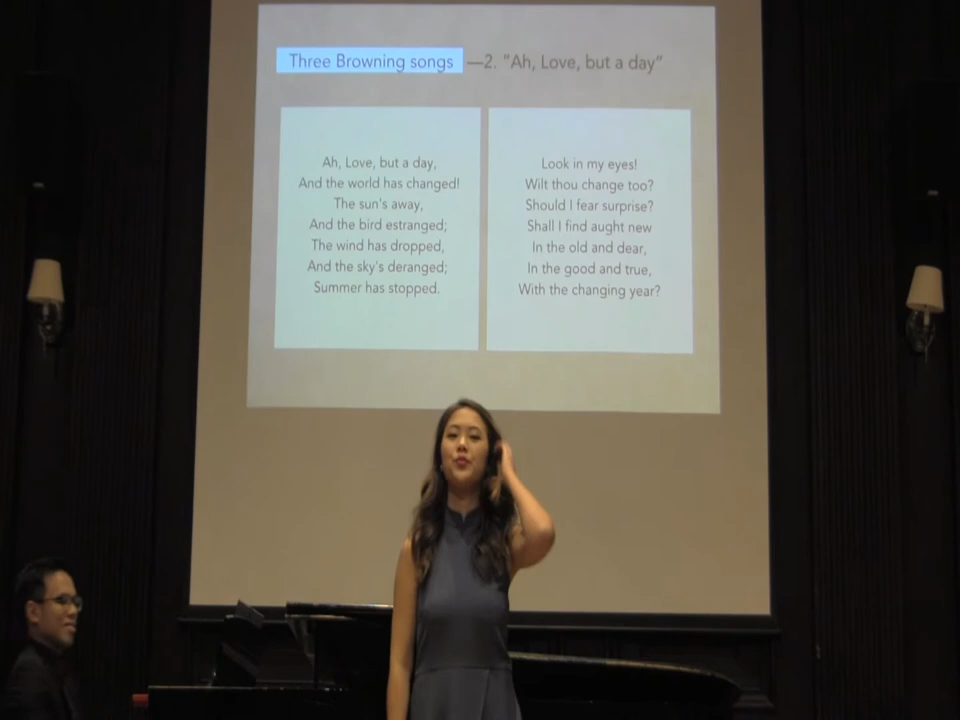 Three Browning songs —2. “Ah, Love, but a day”
Ah, Love, but a day,
And the world has changed!
The sun's away,
And the bird estranged;
The wind has dropped,
And the sky's deranged;
Summer has stopped.
Look in my eyes!
Wilt thou change too?
Should I fear surprise?
Shall I find aught new
In the old and dear,
In the good and true,
With the changing year?